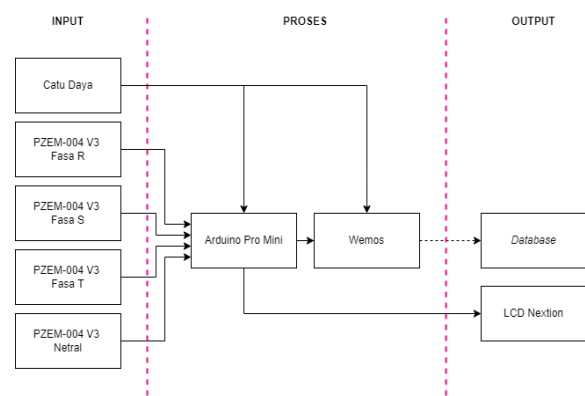 INPUT
PROSES
OUTPUT
Catu Daya
PZEM-004 V3
Fasa R
PZEM-004 V3
Fasa S
PZEM-004 V3
Fasa T
PZEM-004 V3
Netral
Arduino Pro Mini
Wemos
Database
LCD Nextion